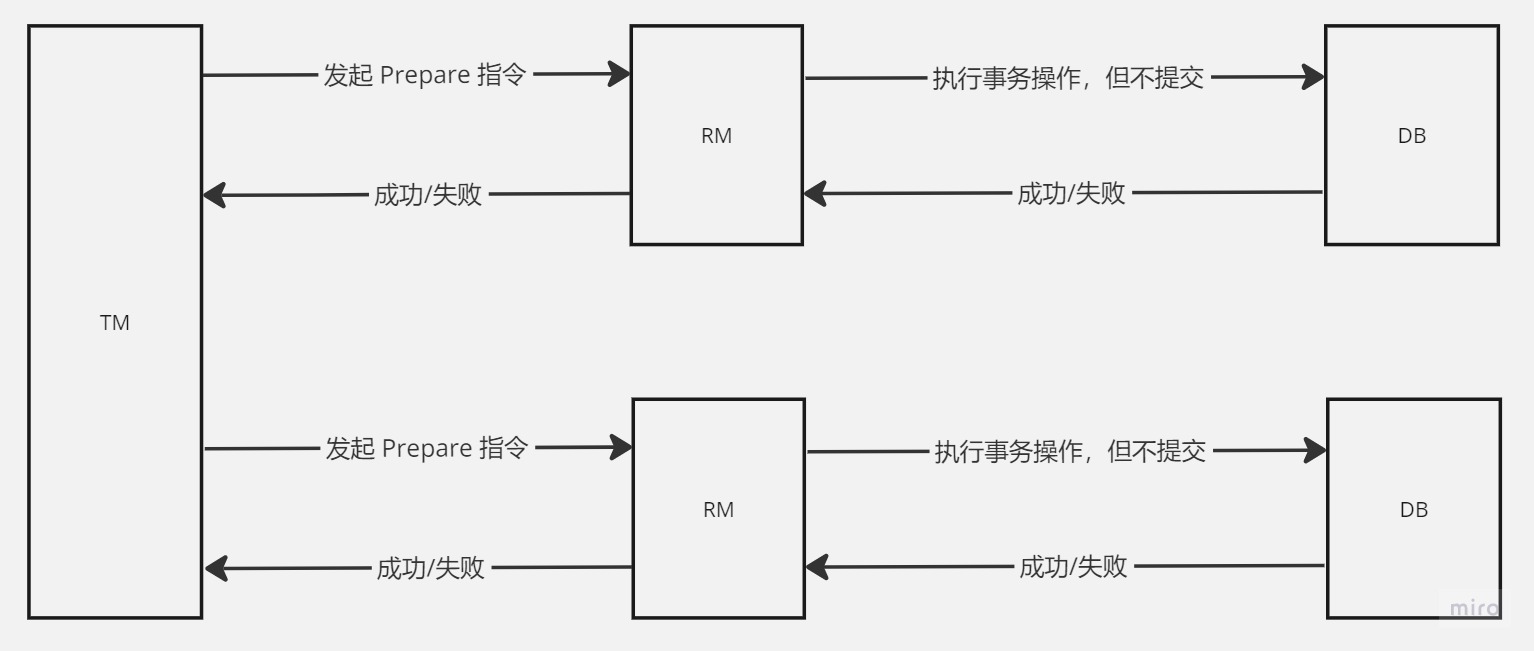 发起 Prepare 指令
执行事务操作，但不提交
RM
DB
成功/失败
成功/失败
TM
发起 Prepare 指令
执行事务操作，但不提交
RM
DB
成功/失败
成功/失败
miro